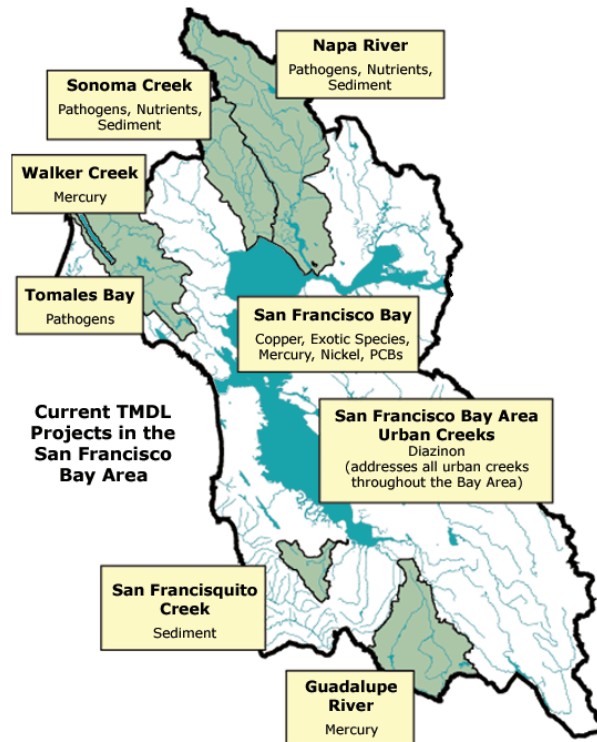 Napa River
Pathogens, Nutrients,
Sediment
Sonoma Creek
Pathogens, Nutrients,
Sediment
Walker Creek
Mercury
Tomales Bay
Pathogens
San Francisco Bay
Copper, Exotic Species,
Mercury, Nickel, PCBs
Current TMDL
Projects in the
San Francisco
Bay Area
San Francisco Bay Area
Urban Creeks
Diazinon
(addresses all urban creeks
throughout the Bay Area)
San Francisquito
Creek
Sediment
Guadalupe
River
Mercury